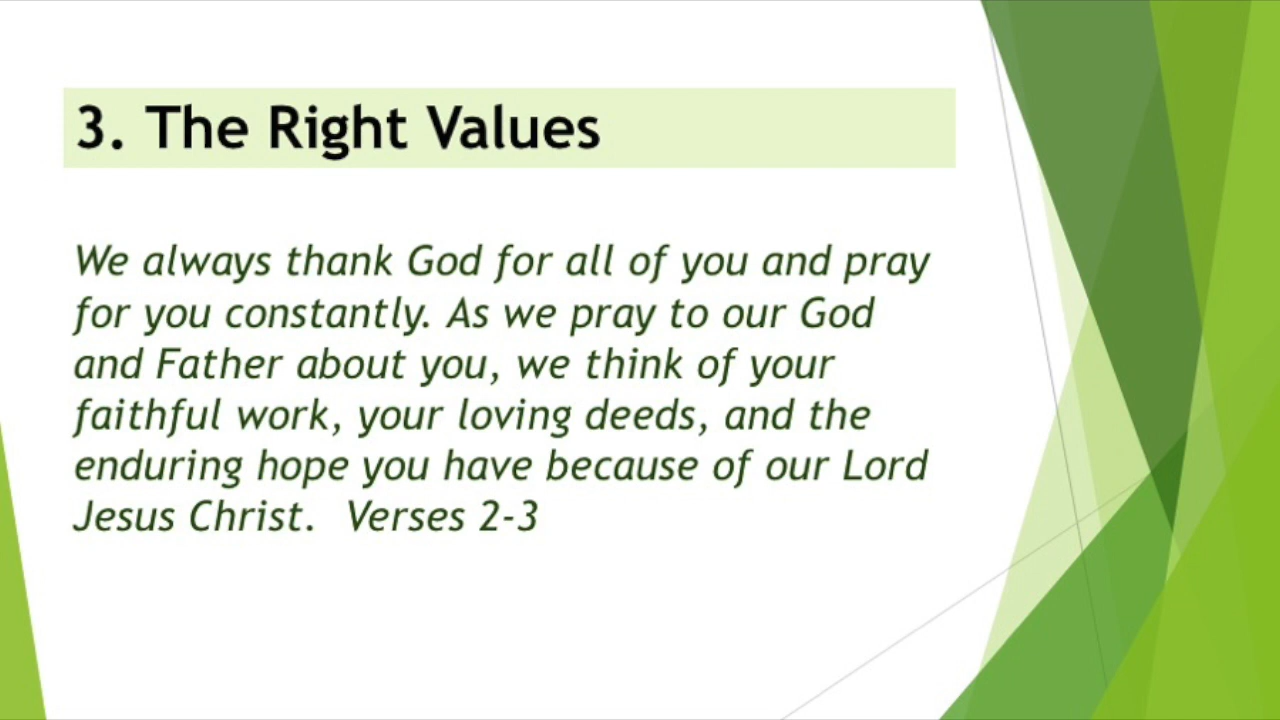 3. The Right Values
We always thank God for all of you and pray
for you constantly. As we pray to our God
and Father about you, we think of your
faithful work, your loving deeds, and the
enduring hope you have because of our Lord
Jesus Christ.  Verses 2-3